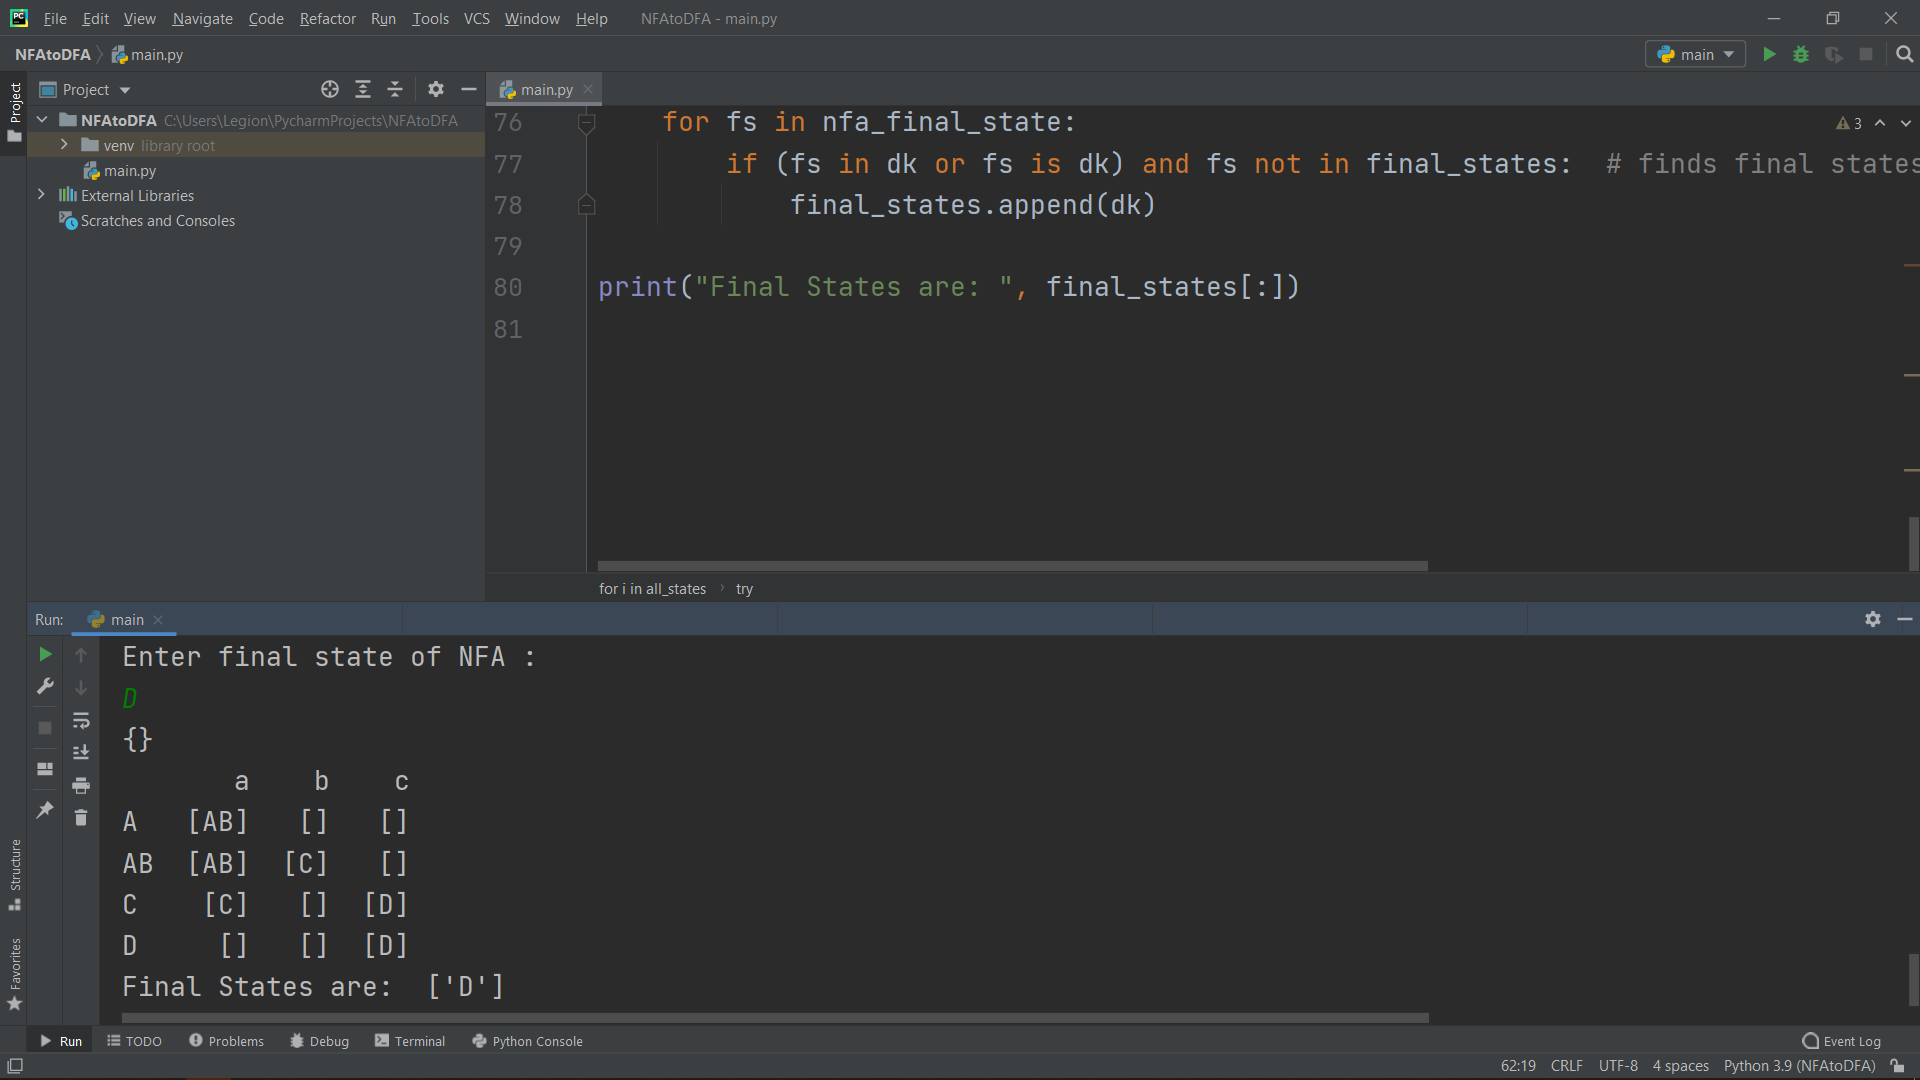 File Edit View Navigate Code Refactor Run Tools VCS Window Help NFAtoDFA - main.py
NFAtoDFA main.py
main
Project
Project
main.py
NFAtoDFA C:\Users\Legion\PycharmProjects\NFAtoDFA
venv library root
main.py
External Libraries
Scratches and Consoles
76 for fs in nfa_final_state:
77 if (fs in dk or fs is dk) and fs not in final_states: # finds final states
78 final_states.append(dk)
79
80 print("Final States are: ", final_states[:])
81
3
for i in all_states › try
Run: main
Enter final state of NFA :
D
{}
a b c
A [AB] [] []
AB [AB] [C] []
C [C] [] [D]
D [] [] [D]
Final States are: ['D']
Structure
Favorites
Run TODO Problems Debug Terminal Python Console Event Log
62:19 CRLF UTF-8 4 spaces Python 3.9 (NFAtoDFA)